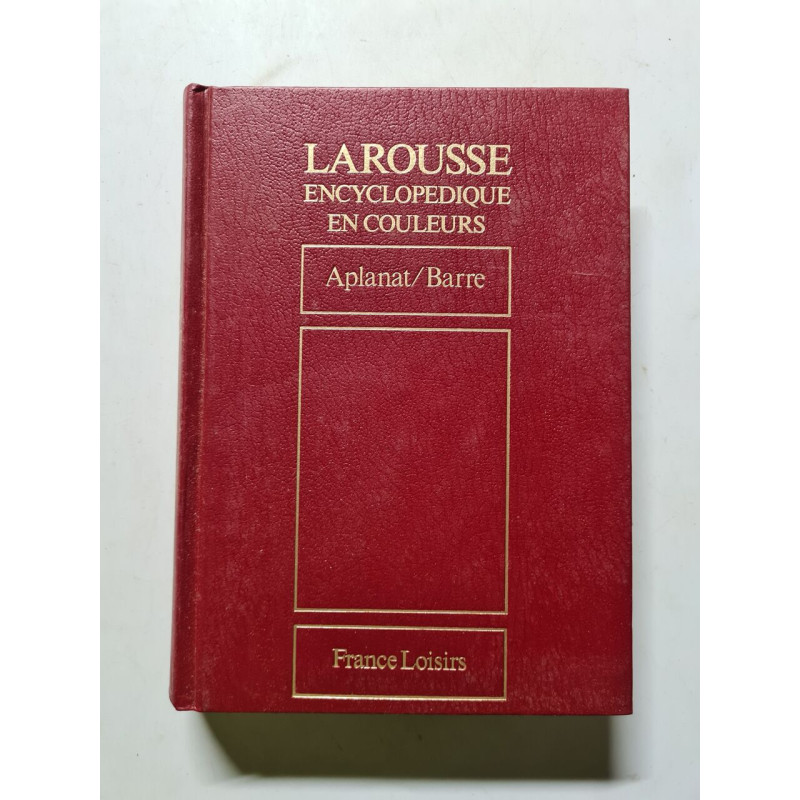 LAROUSSE
ENCYCLOPEDIQUE
EN COULEURS
Aplanat/Barre
France Loisirs